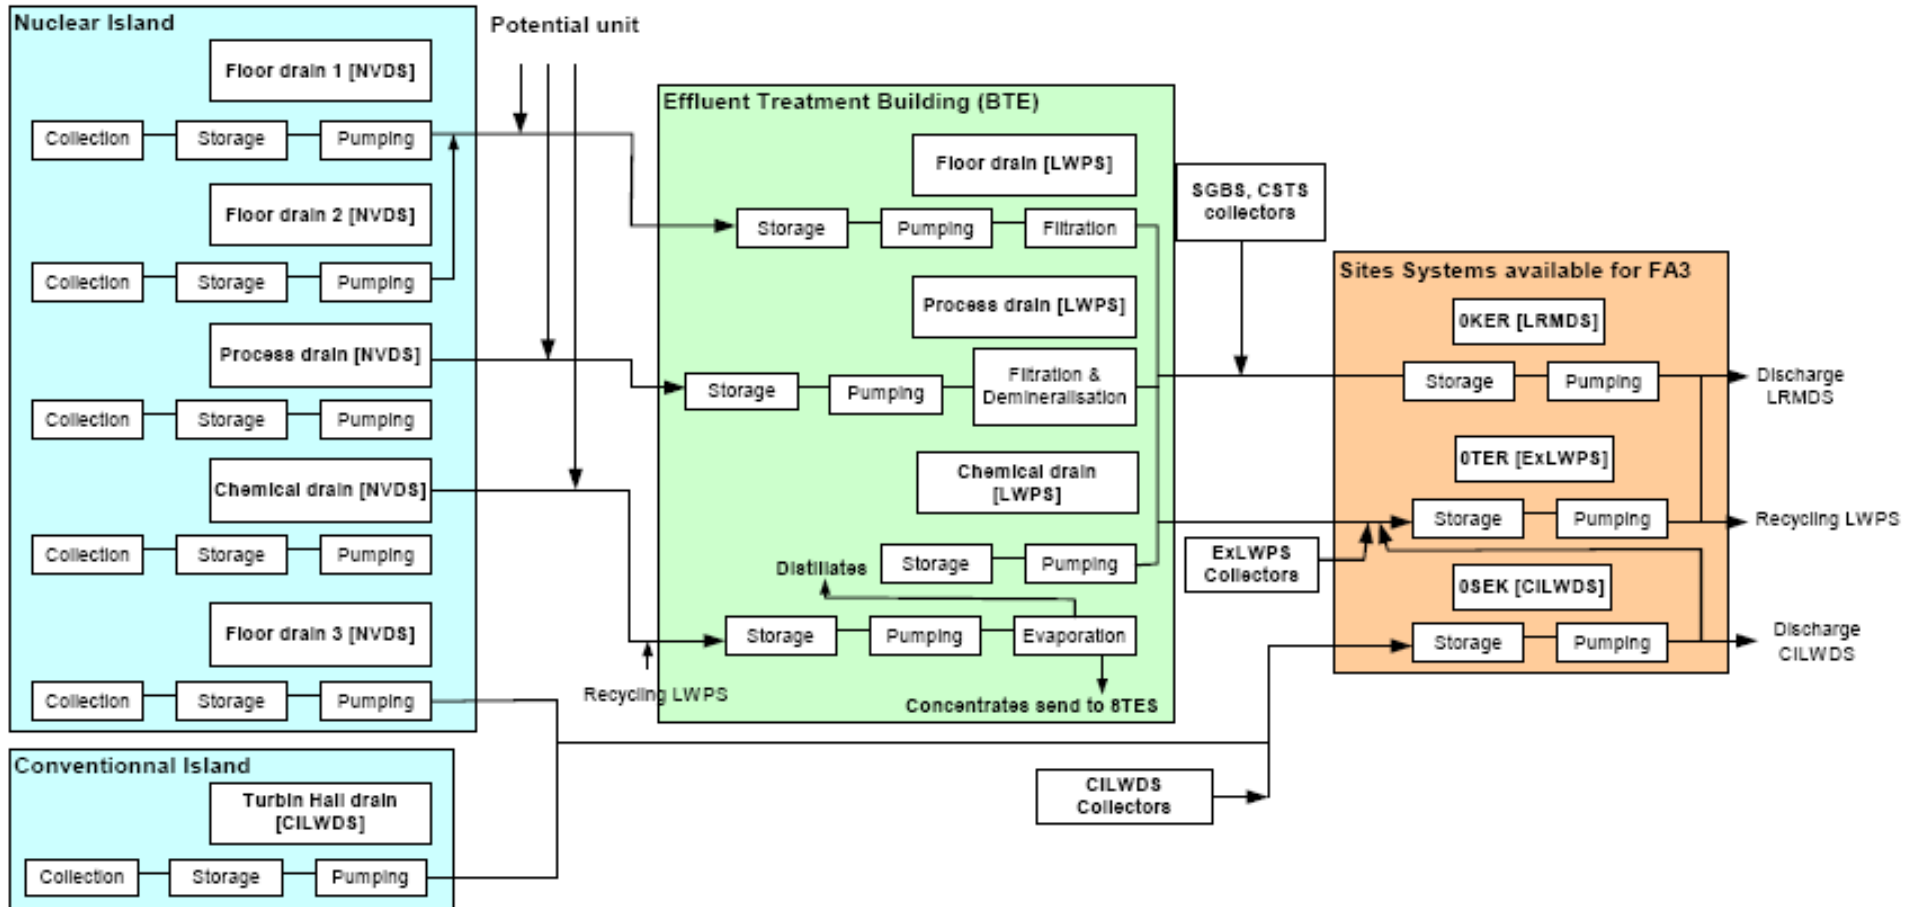 Nuclear Island
Floor drain 1 [NVDS]
Collection
Storage
Pumping
Floor drain 2 [NVDS]
Collection
Storage
Pumping
Process drain [NVDS]
Collection
Storage
Pumping
Chemical drain [NVDS]
Collection
Storage
Pumping
Floor drain 3 [NVDS]
Collection
Storage
Pumping
Conventionnal Island
Turbin Hall drain
[CILWDS]
Collection
Storage
Pumping
Potential unit
Effluent Treatment Building (BTE)
Floor drain [LWPS]
Storage
Pumping
Filtration
Process drain [LWPS]
Storage
Pumping
Filtration &
Demineralisation
Chemical drain
[LWPS]
Storage
Pumping
Distillates
Storage
Pumping
Evaporation
Recycling LWPS
Concentrates send to 8TES
SGBS, CSTS
collectors
ExLWPS
Collectors
CILWDS
Collectors
Sites Systems available for FA3
0KER [LRMDS]
Storage
Pumping
Discharge
LRMDS
0TER [ExLWPS]
Storage
Pumping
Recycling LWPS
0SEK [CILWDS]
Storage
Pumping
Discharge
CILWDS